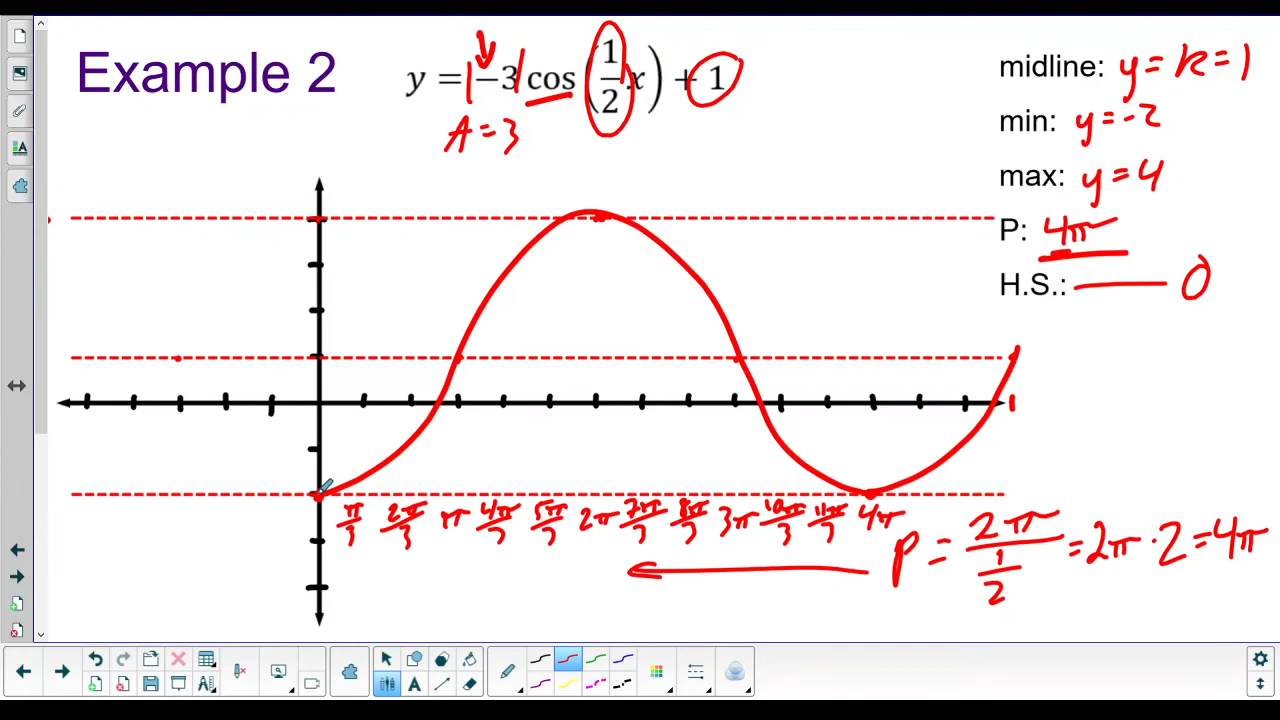 Example 2
y = -3 cos (1/2 x) + 1
A = 3
midline: y = k = 1
min: y = -2
max: y = 4
P: 4π
H.S.: 0
π/3 2π/3 π 4π/3 5π/3 2π 7π/3 8π/3 3π 10π/3 11π/3 4π
P = 2π/(1/2) = 2π · 2 = 4π
A